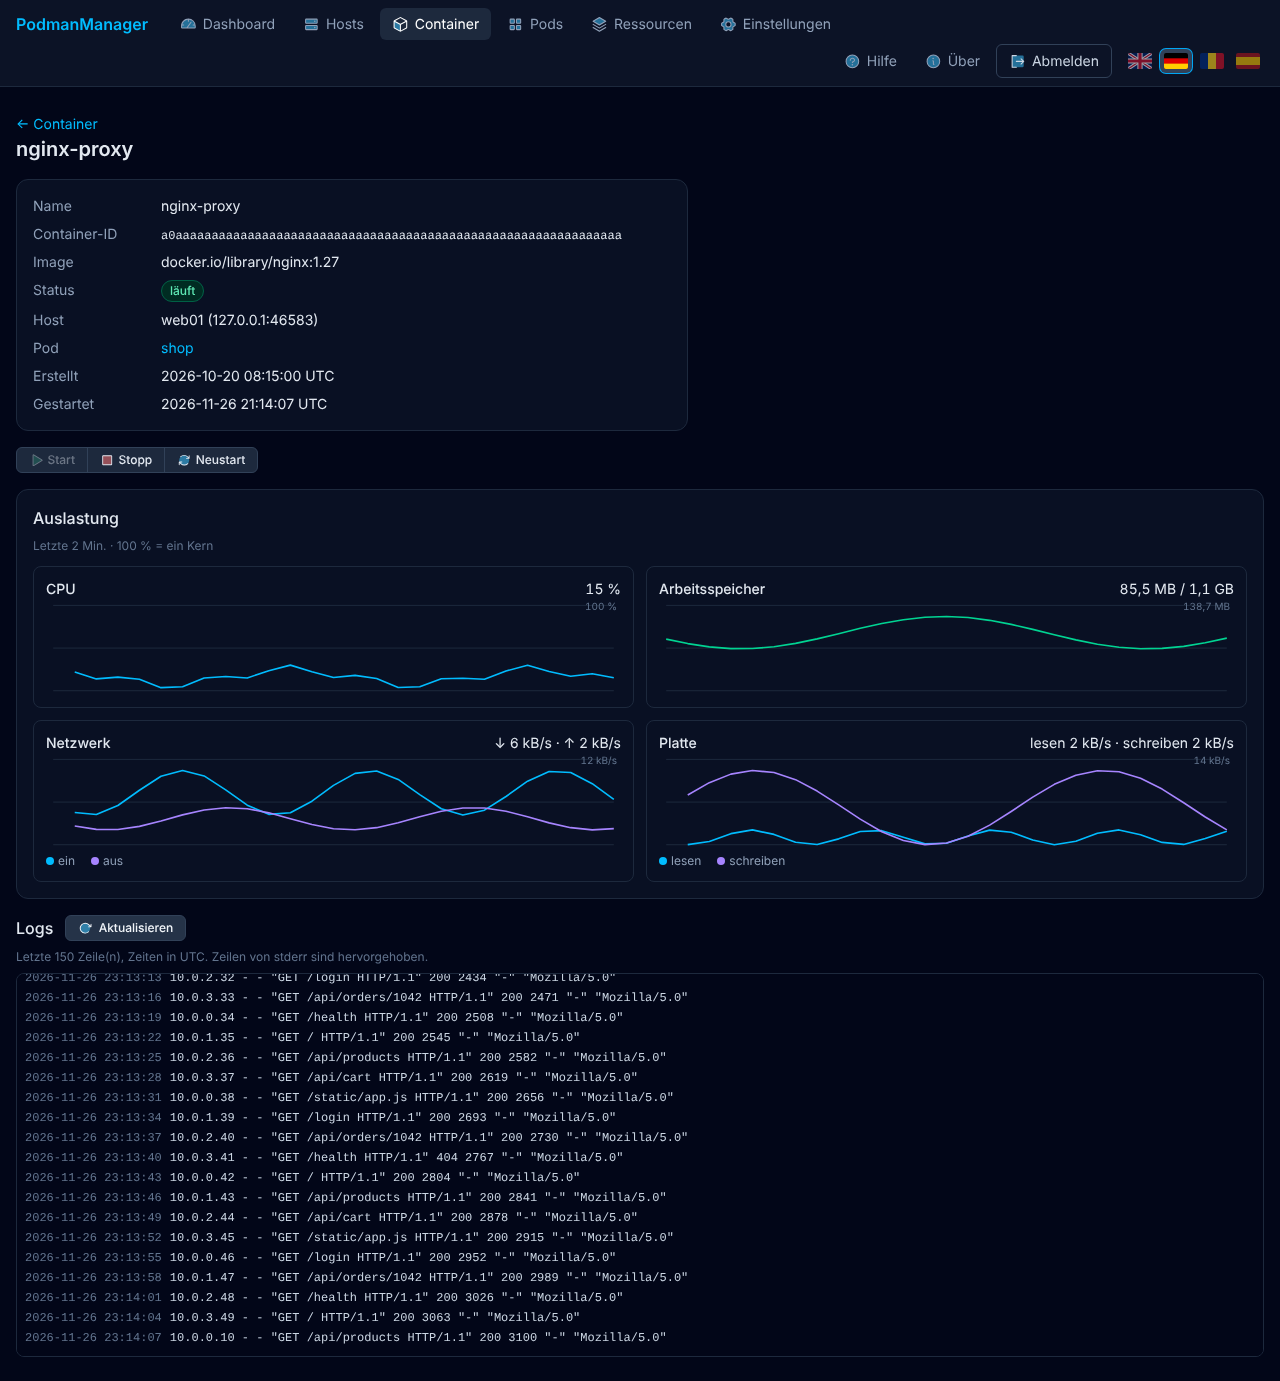 PodmanManager Dashboard Hosts Container Pods Ressourcen Einstellungen
Hilfe Über Abmelden
← Container
nginx-proxy
Name nginx-proxy
Container-ID a0aaaaaaaaaaaaaaaaaaaaaaaaaaaaaaaaaaaaaaaaaaaaaaaaaaaaaaaaaaaaaa
Image docker.io/library/nginx:1.27
Status läuft
Host web01 (127.0.0.1:46583)
Pod shop
Erstellt 2026-10-20 08:15:00 UTC
Gestartet 2026-11-26 21:14:07 UTC
Start Stopp Neustart
Auslastung
Letzte 2 Min. · 100 % = ein Kern
CPU 15 %
100 %
Arbeitsspeicher 85,5 MB / 1,1 GB
138,7 MB
Netzwerk ↓ 6 kB/s · ↑ 2 kB/s
12 kB/s
ein aus
Platte lesen 2 kB/s · schreiben 2 kB/s
14 kB/s
lesen schreiben
Logs Aktualisieren
Letzte 150 Zeile(n), Zeiten in UTC. Zeilen von stderr sind hervorgehoben.
2026-11-26 23:13:13 10.0.2.32 - - "GET /login HTTP/1.1" 200 2434 "-" "Mozilla/5.0"
2026-11-26 23:13:16 10.0.3.33 - - "GET /api/orders/1042 HTTP/1.1" 200 2471 "-" "Mozilla/5.0"
2026-11-26 23:13:19 10.0.0.34 - - "GET /health HTTP/1.1" 200 2508 "-" "Mozilla/5.0"
2026-11-26 23:13:22 10.0.1.35 - - "GET / HTTP/1.1" 200 2545 "-" "Mozilla/5.0"
2026-11-26 23:13:25 10.0.2.36 - - "GET /api/products HTTP/1.1" 200 2582 "-" "Mozilla/5.0"
2026-11-26 23:13:28 10.0.3.37 - - "GET /api/cart HTTP/1.1" 200 2619 "-" "Mozilla/5.0"
2026-11-26 23:13:31 10.0.0.38 - - "GET /static/app.js HTTP/1.1" 200 2656 "-" "Mozilla/5.0"
2026-11-26 23:13:34 10.0.1.39 - - "GET /login HTTP/1.1" 200 2693 "-" "Mozilla/5.0"
2026-11-26 23:13:37 10.0.2.40 - - "GET /api/orders/1042 HTTP/1.1" 200 2730 "-" "Mozilla/5.0"
2026-11-26 23:13:40 10.0.3.41 - - "GET /health HTTP/1.1" 404 2767 "-" "Mozilla/5.0"
2026-11-26 23:13:43 10.0.0.42 - - "GET / HTTP/1.1" 200 2804 "-" "Mozilla/5.0"
2026-11-26 23:13:46 10.0.1.43 - - "GET /api/products HTTP/1.1" 200 2841 "-" "Mozilla/5.0"
2026-11-26 23:13:49 10.0.2.44 - - "GET /api/cart HTTP/1.1" 200 2878 "-" "Mozilla/5.0"
2026-11-26 23:13:52 10.0.3.45 - - "GET /static/app.js HTTP/1.1" 200 2915 "-" "Mozilla/5.0"
2026-11-26 23:13:55 10.0.0.46 - - "GET /login HTTP/1.1" 200 2952 "-" "Mozilla/5.0"
2026-11-26 23:13:58 10.0.1.47 - - "GET /api/orders/1042 HTTP/1.1" 200 2989 "-" "Mozilla/5.0"
2026-11-26 23:14:01 10.0.2.48 - - "GET /health HTTP/1.1" 200 3026 "-" "Mozilla/5.0"
2026-11-26 23:14:04 10.0.3.49 - - "GET / HTTP/1.1" 200 3063 "-" "Mozilla/5.0"
2026-11-26 23:14:07 10.0.0.10 - - "GET /api/products HTTP/1.1" 200 3100 "-" "Mozilla/5.0"